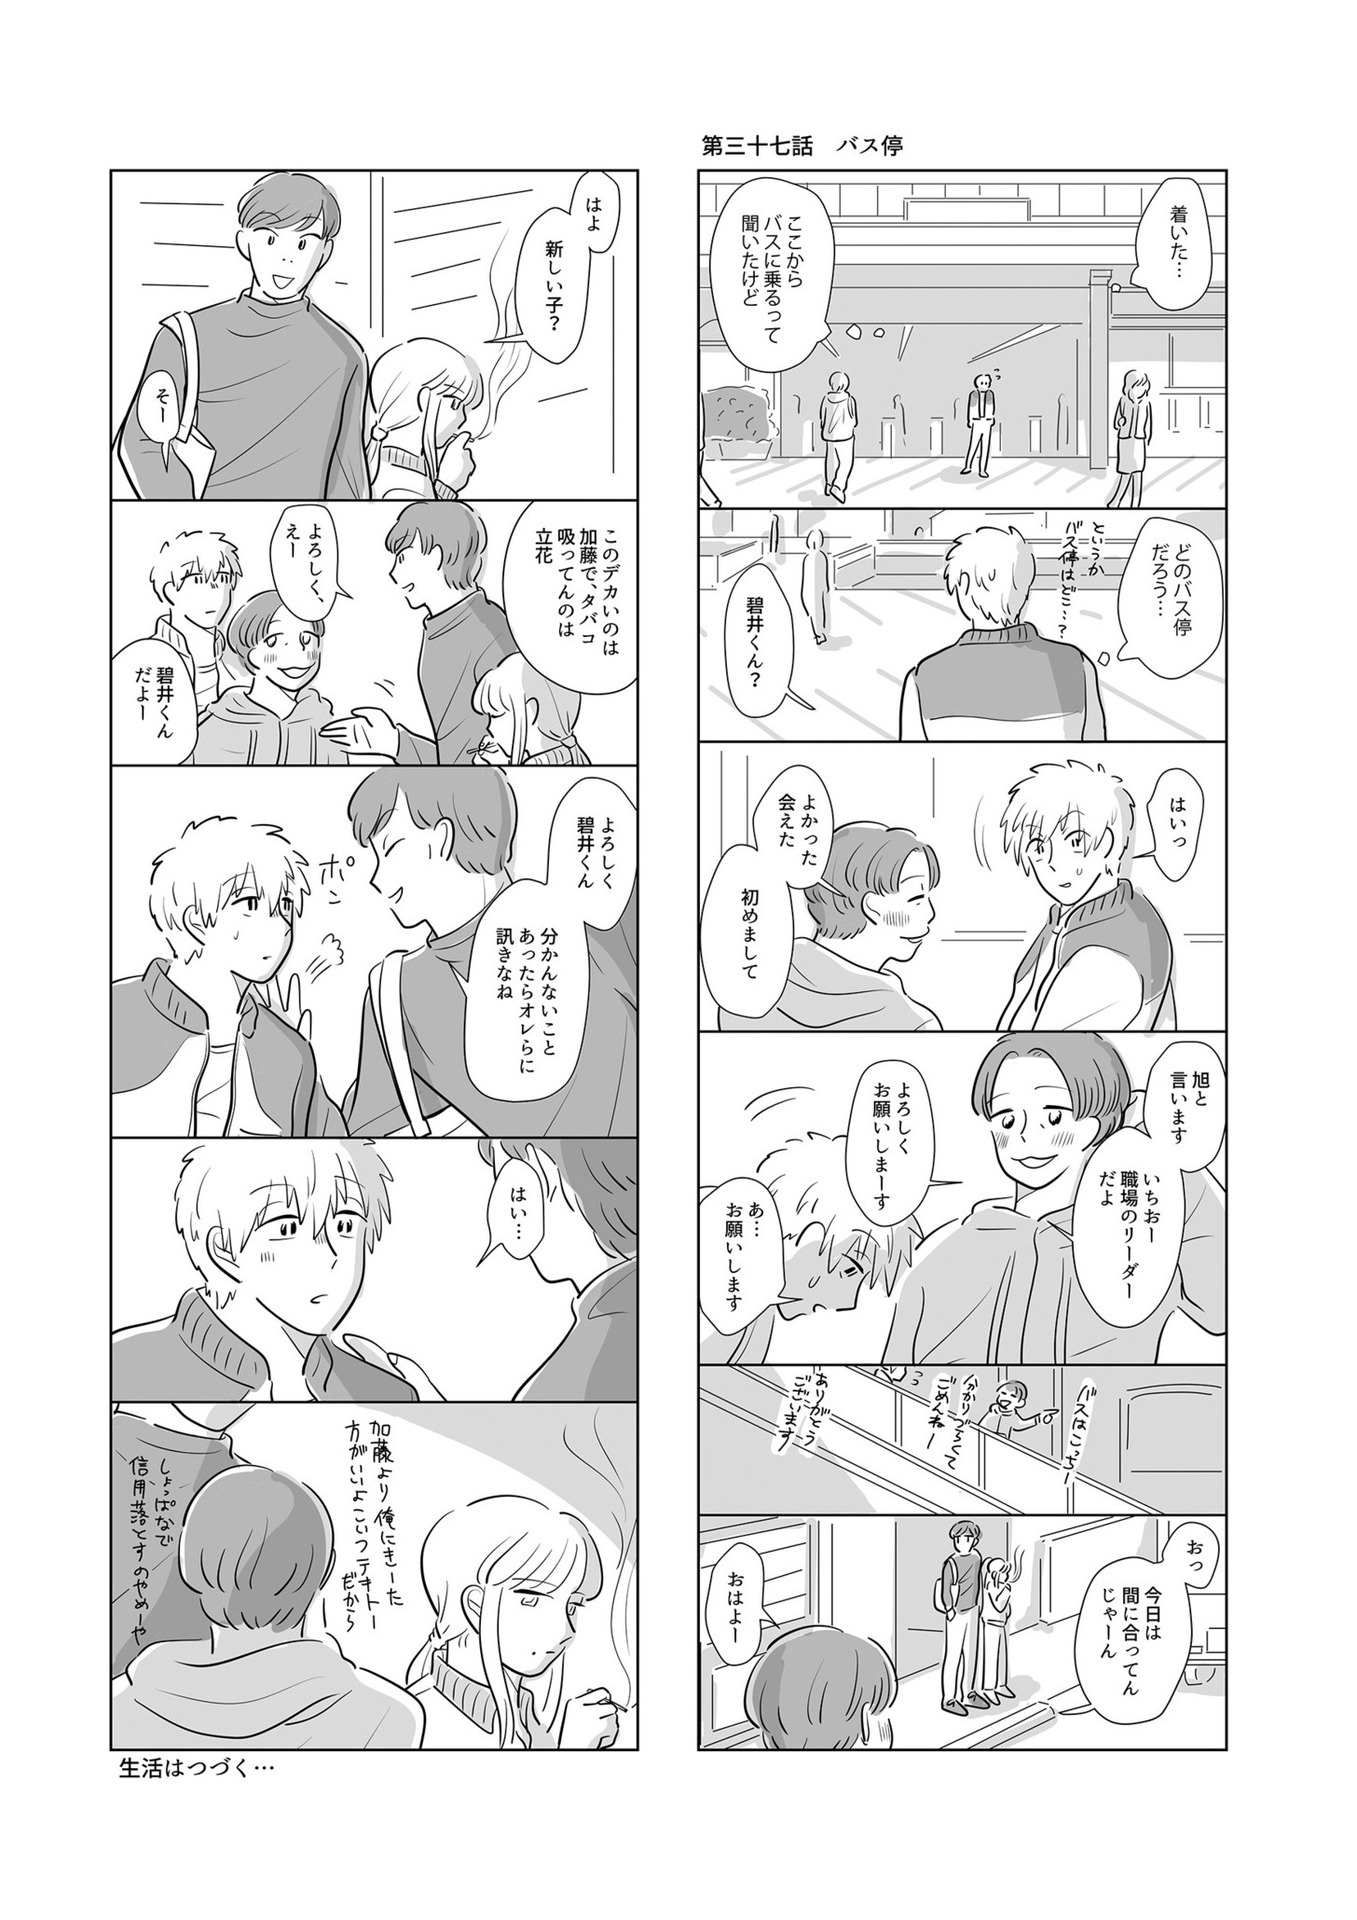 第三十七話　バス停
着いた…
ここから
バスに乗るって
聞いたけど
どのバス停
だろう…
というか
バス停はどこ…?
碧井くん？
はいっ
よかった
会えた
初めまして
旭と
言います
いちおー
職場のリーダー
だよ
よろしく
お願いしまーす
あ…
お願いします
バスはこっちー
分かりづらくて
ごめんねー
ありがとう
ございます
おっ
今日は
間に合ってん
じゃーん
おはよー
はよ
新しい子？
そー
このデカいのは
加藤で、タバコ
吸ってんのは
立花
よろしく、
えー
碧井くん
だよー
よろしく
碧井くん
分かんないこと
あったらオレらに
訊きなね
ポン
はい…
加藤より俺にきーた
方がいいよこいつテキトー
だから
しょっぱなで
信用落とすのやめーや
生活はつづく…